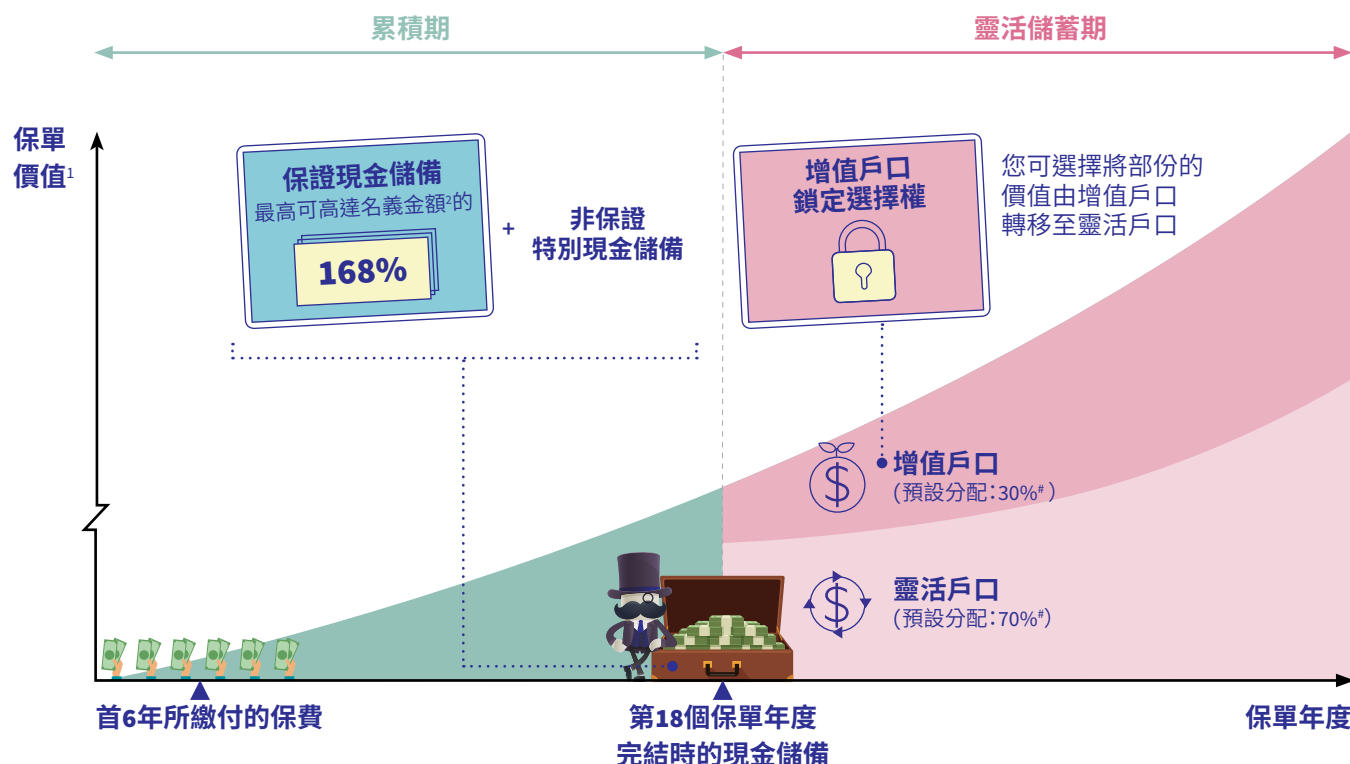 累積期
靈活儲蓄期
保單
價值1
保證現金儲備
最高可高達名義金額2的
168%
+
非保證
特別現金儲備
增值戶口
鎖定選擇權
您可選擇將部份的
價值由增值戶口
轉移至靈活戶口
增值戶口
(預設分配：30%#)
靈活戶口
(預設分配：70%#)
首6年所繳付的保費
第18個保單年度
完結時的現金儲備
保單年度